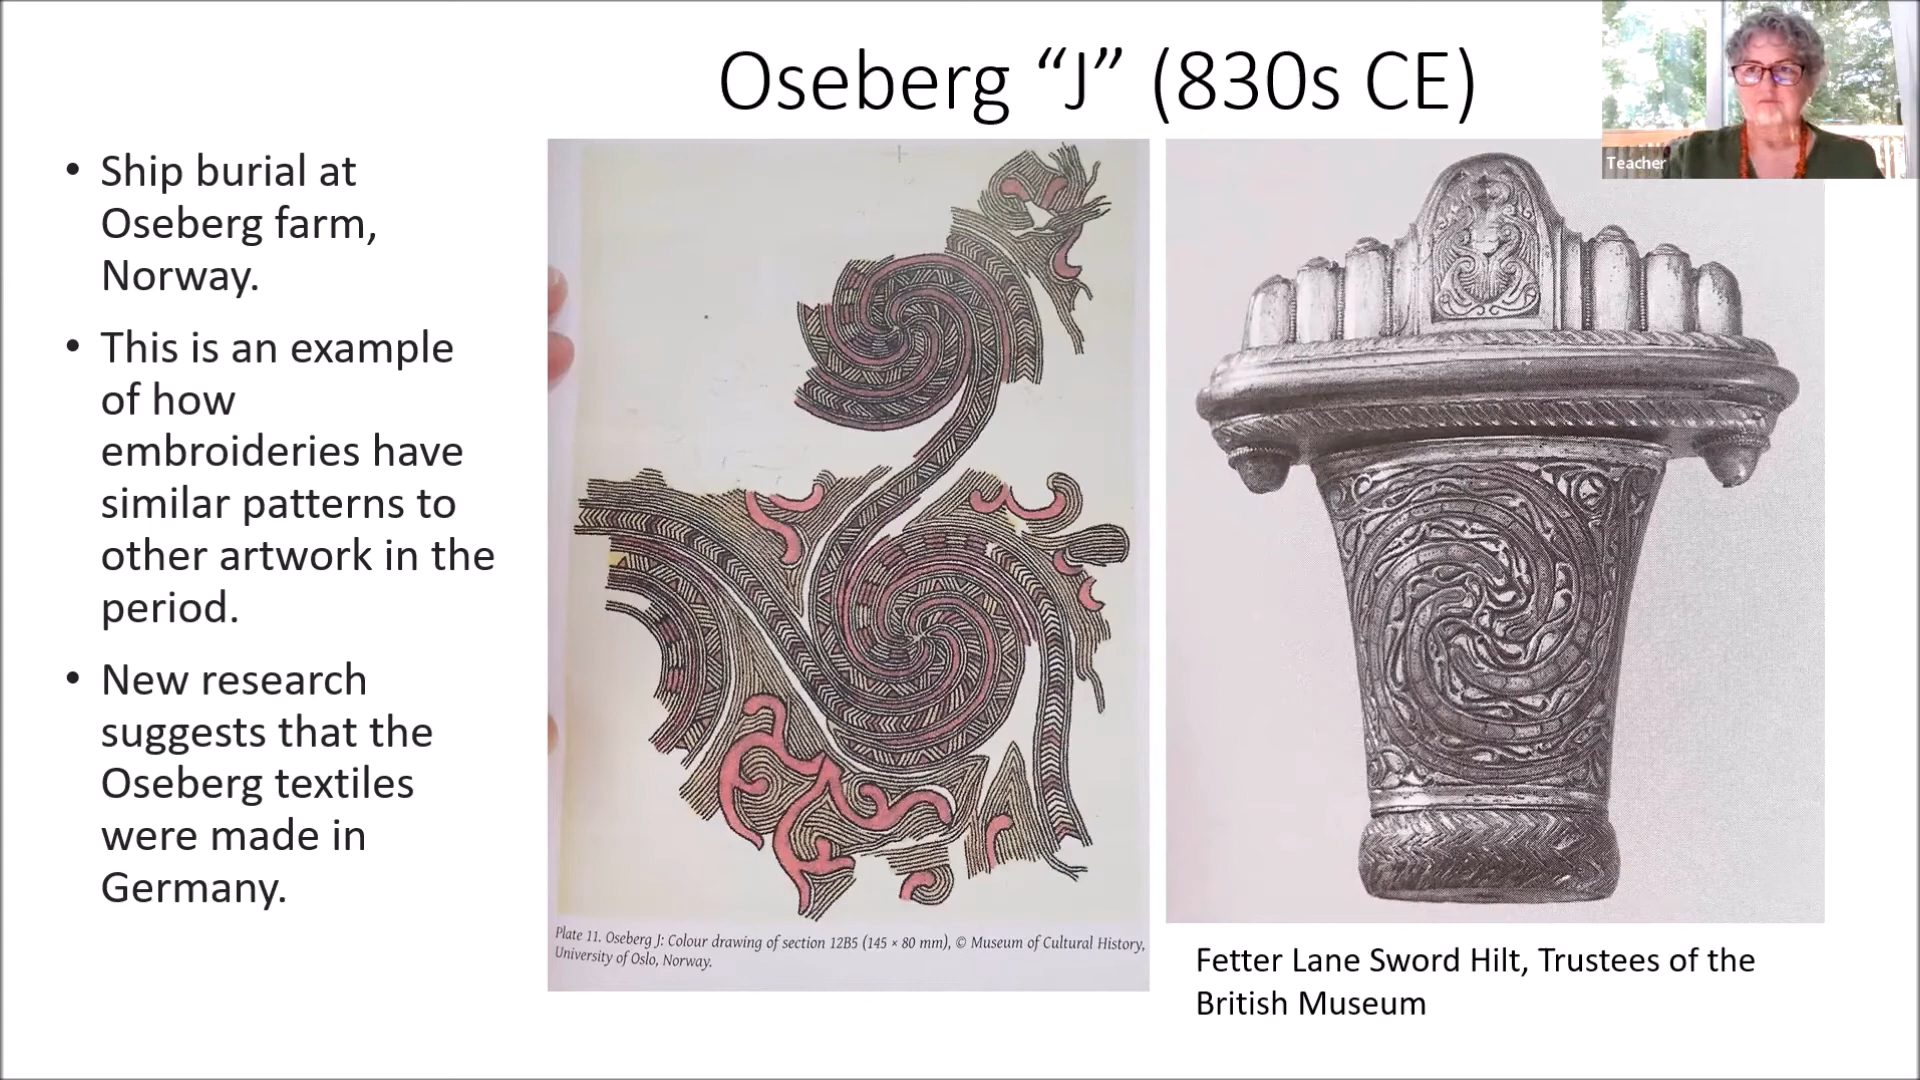 Oseberg “J” (830s CE)
Teacher
• Ship burial at
Oseberg farm,
Norway.
• This is an example
of how
embroideries have
similar patterns to
other artwork in the
period.
• New research
suggests that the
Oseberg textiles
were made in
Germany.
Plate 11. Oseberg J: Colour drawing of section 12B5 (145 × 80 mm), © Museum of Cultural History,
University of Oslo, Norway.
Fetter Lane Sword Hilt, Trustees of the
British Museum